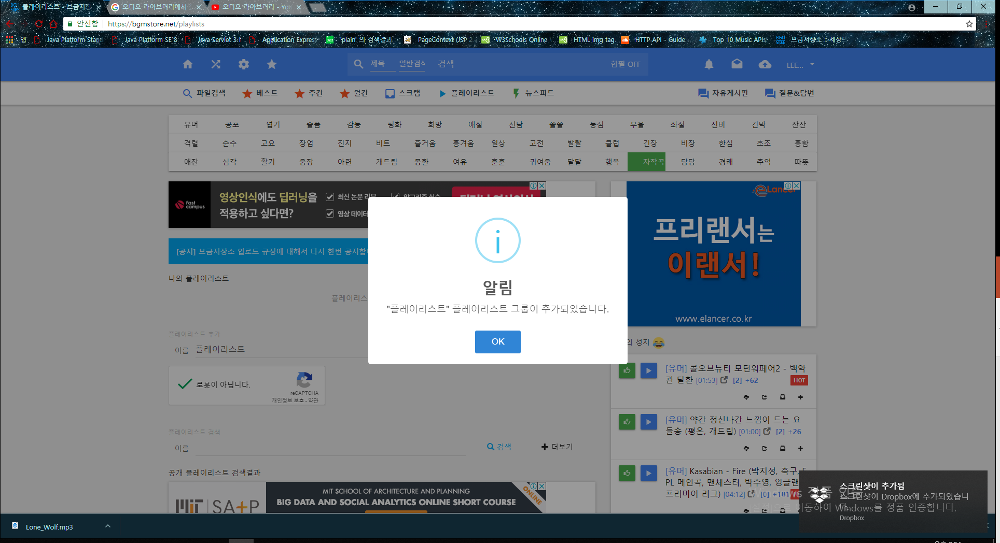 플레이리스트 - 브금저장
오디오 라이브러리에서
오디오 라이브러리 - You
안전함 https://bgmstore.net/playlists
앱 Java Platform Stand Java Platform SE 8 Java Servlet 3.1 Application Expres 'plain' 의 검색결과 PageContext (JSP 2 W3Schools Online HTML img tag HTTP API - Guide Top 10 Music APIs 브금저장소 :: 세상의
제목 일반검색 검색 합필 OFF LEE...
파일검색 베스트 주간 월간 스크랩 플레이리스트 뉴스피드 자유게시판 질문&답변
유머 공포 엽기 슬픔 감동 평화 희망 애절 신남 쓸쓸 동심 우울 좌절 신비 긴박 잔잔
격렬 순수 고요 장엄 진지 비트 즐거움 흥겨움 일상 고전 발랄 클럽 긴장 비장 한심 초조 흥함
애잔 심각 활기 웅장 아련 개드립 몽환 여유 훈훈 귀여움 달달 행복 자작곡 당당 경쾌 추억 따뜻
fast campus
영상인식에도 딥러닝을
적용하고 싶다면?
최신 논문 리뷰
영상 데이터
eLancer
프리랜서는
이랜서!
www.elancer.co.kr
[공지] 브금저장소 업로드 규정에 대해서 다시 한번 공지합니
나의 플레이리스트
플레이리스
알림
"플레이리스트" 플레이리스트 그룹이 추가되었습니다.
OK
플레이리스트 추가
이름 플레이리스트
로봇이 아닙니다.
reCAPTCHA
개인정보 보호 - 약관
플레이리스트 검색
이름
검색 더보기
공개 플레이리스트 검색결과
MIT SA+P
MIT SCHOOL OF ARCHITECTURE AND PLANNING
BIG DATA AND SOCIAL ANALYTICS ONLINE SHORT COURSE
ONLINE
의 성지
[유머] 콜오브듀티 모던워페어2 - 백악
관 탈환 [01:53] [2] +62
HOT
[유머] 약간 정신나간 느낌이 드는 요
들송 (평온, 개드립) [01:00] [2] +26
[유머] Kasabian - Fire (박지성, 축구, E
PL 메인곡, 맨체스터, 박주영, 잉글랜
프리미어 리그) [04:12] [0] +181
Windows 정품 인증
[설정]으로 이동하여 Windows를 정품 인증합니다.
스크린샷이 추가됨
스크린샷이 Dropbox에 추가되었습니
다.
Dropbox
Lone_Wolf.mp3